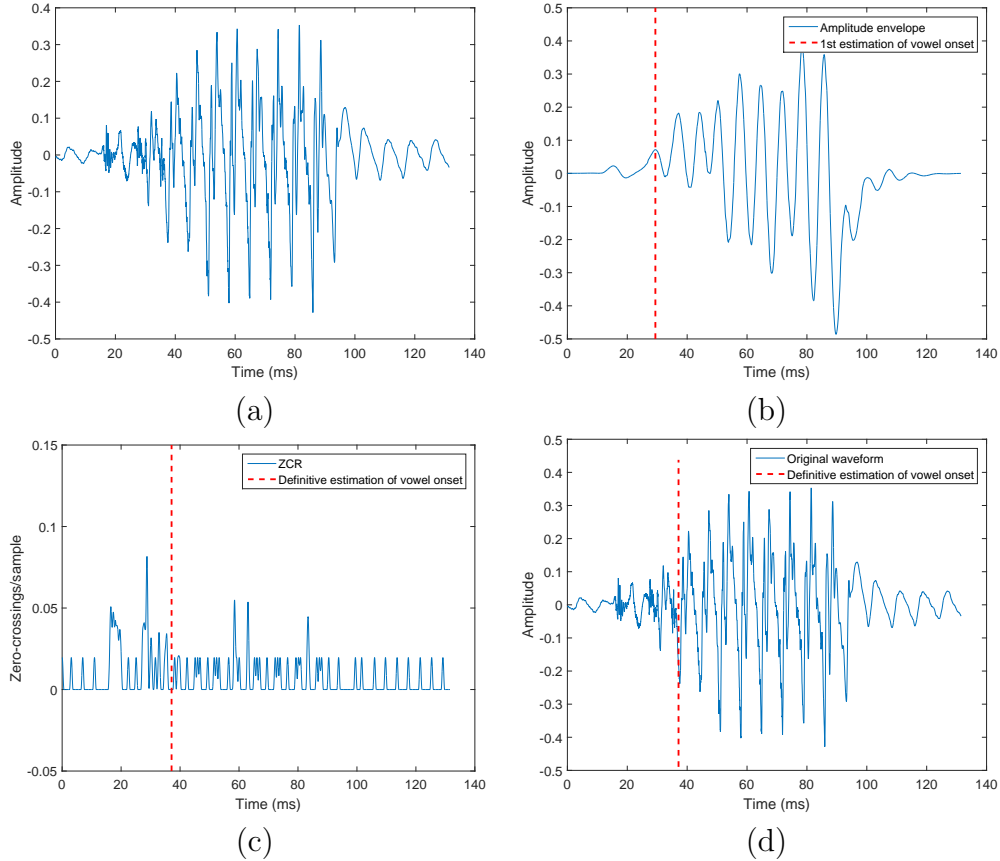 0.4
0.3
0.2
0.1
0
-0.1
-0.2
-0.3
-0.4
-0.5
Amplitude
0 20 40 60 80 100 120 140
Time (ms)
(a)
0.5
0.4
0.3
0.2
0.1
0
-0.1
-0.2
-0.3
-0.4
-0.5
Amplitude
Amplitude envelope
1st estimation of vowel onset
0 20 40 60 80 100 120 140
Time (ms)
(b)
0.15
0.1
0.05
0
-0.05
Zero-crossings/sample
ZCR
Definitive estimation of vowel onset
0 20 40 60 80 100 120 140
Time (ms)
(c)
0.5
0.4
0.3
0.2
0.1
0
-0.1
-0.2
-0.3
-0.4
-0.5
Amplitude
Original waveform
Definitive estimation of vowel onset
0 20 40 60 80 100 120 140
Time (ms)
(d)